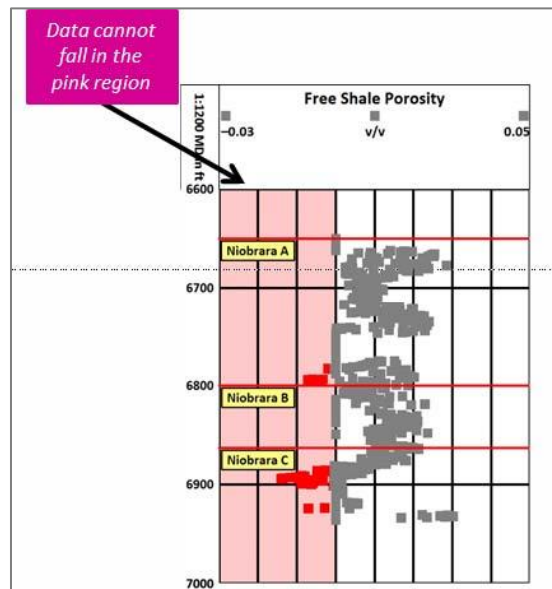 Data cannot
fall in the
pink region
Free Shale Porosity
−0.03 v/v 0.05
1:1200 MD in ft
6600
Niobrara A
6700
6800
Niobrara B
Niobrara C
6900
7000